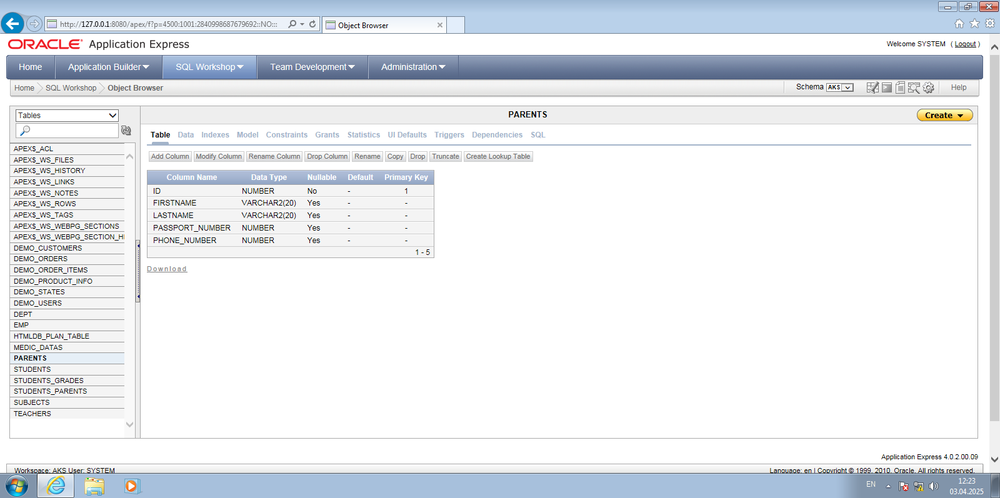 http://127.0.0.1:8080/apex/f?p=4500:1001:2840998687679692::NO:::
Object Browser
ORACLE® Application Express
Welcome SYSTEM ( Logout )
Home Application Builder SQL Workshop Team Development Administration
Home SQL Workshop Object Browser
Schema AKS Help
Tables
PARENTS
Create
Table Data Indexes Model Constraints Grants Statistics UI Defaults Triggers Dependencies SQL
Add Column Modify Column Rename Column Drop Column Rename Copy Drop Truncate Create Lookup Table
Column Name Data Type Nullable Default Primary Key
ID NUMBER No - 1
FIRSTNAME VARCHAR2(20) Yes - -
LASTNAME VARCHAR2(20) Yes - -
PASSPORT_NUMBER NUMBER Yes - -
PHONE_NUMBER NUMBER Yes - -
1 - 5
Download
APEX$_ACL
APEX$_WS_FILES
APEX$_WS_HISTORY
APEX$_WS_LINKS
APEX$_WS_NOTES
APEX$_WS_ROWS
APEX$_WS_TAGS
APEX$_WS_WEBPG_SECTIONS
APEX$_WS_WEBPG_SECTION_HI
DEMO_CUSTOMERS
DEMO_ORDERS
DEMO_ORDER_ITEMS
DEMO_PRODUCT_INFO
DEMO_STATES
DEMO_USERS
DEPT
EMP
HTMLDB_PLAN_TABLE
MEDIC_DATAS
PARENTS
STUDENTS
STUDENTS_GRADES
STUDENTS_PARENTS
SUBJECTS
TEACHERS
Application Express 4.0.2.00.09
Workspace: AKS User: SYSTEM
Language: en | Copyright © 1999, 2010, Oracle. All rights reserved.
EN
12:23
03.04.2025